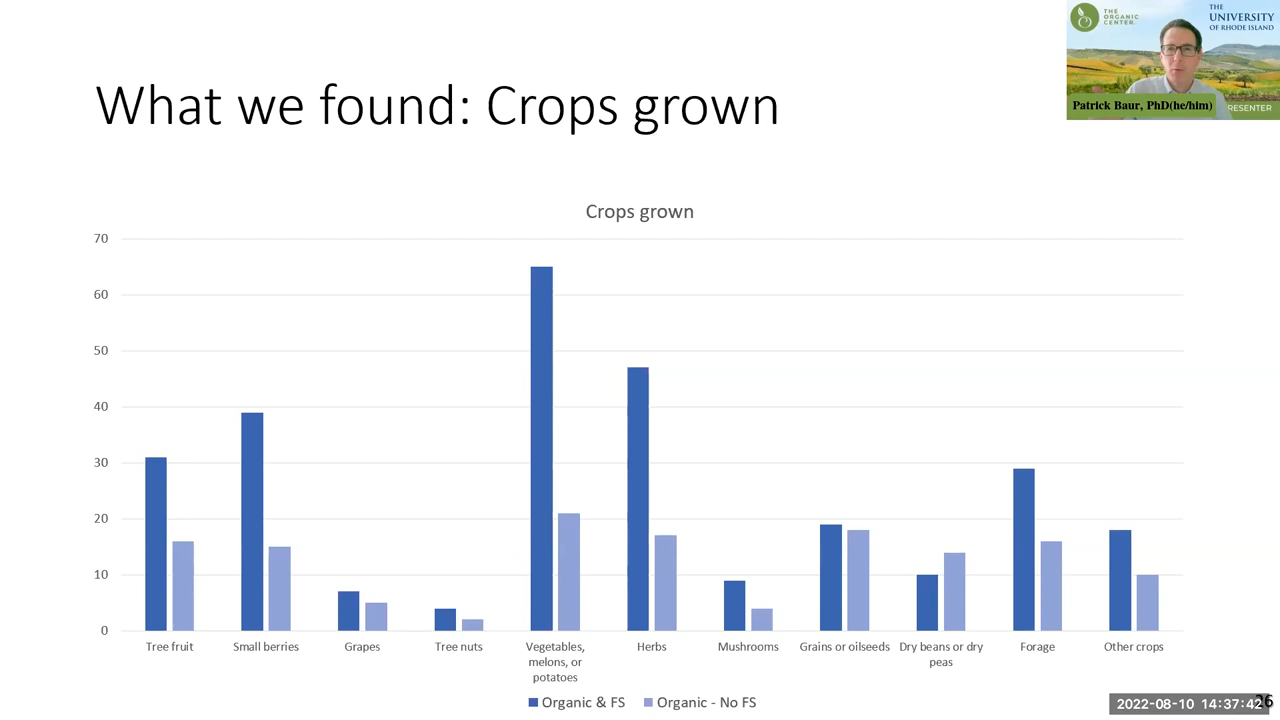 THE
ORGANIC
CENTER.
THE
UNIVERSITY
OF RHODE ISLAND
Patrick Baur, PhD(he/him)
RESENTER
What we found: Crops grown
Crops grown
70
60
50
40
30
20
10
0
Tree fruit
Small berries
Grapes
Tree nuts
Vegetables,
melons, or
potatoes
Herbs
Mushrooms
Grains or oilseeds
Dry beans or dry
peas
Forage
Other crops
Organic & FS
Organic - No FS
2022-08-10 14:37:42
26